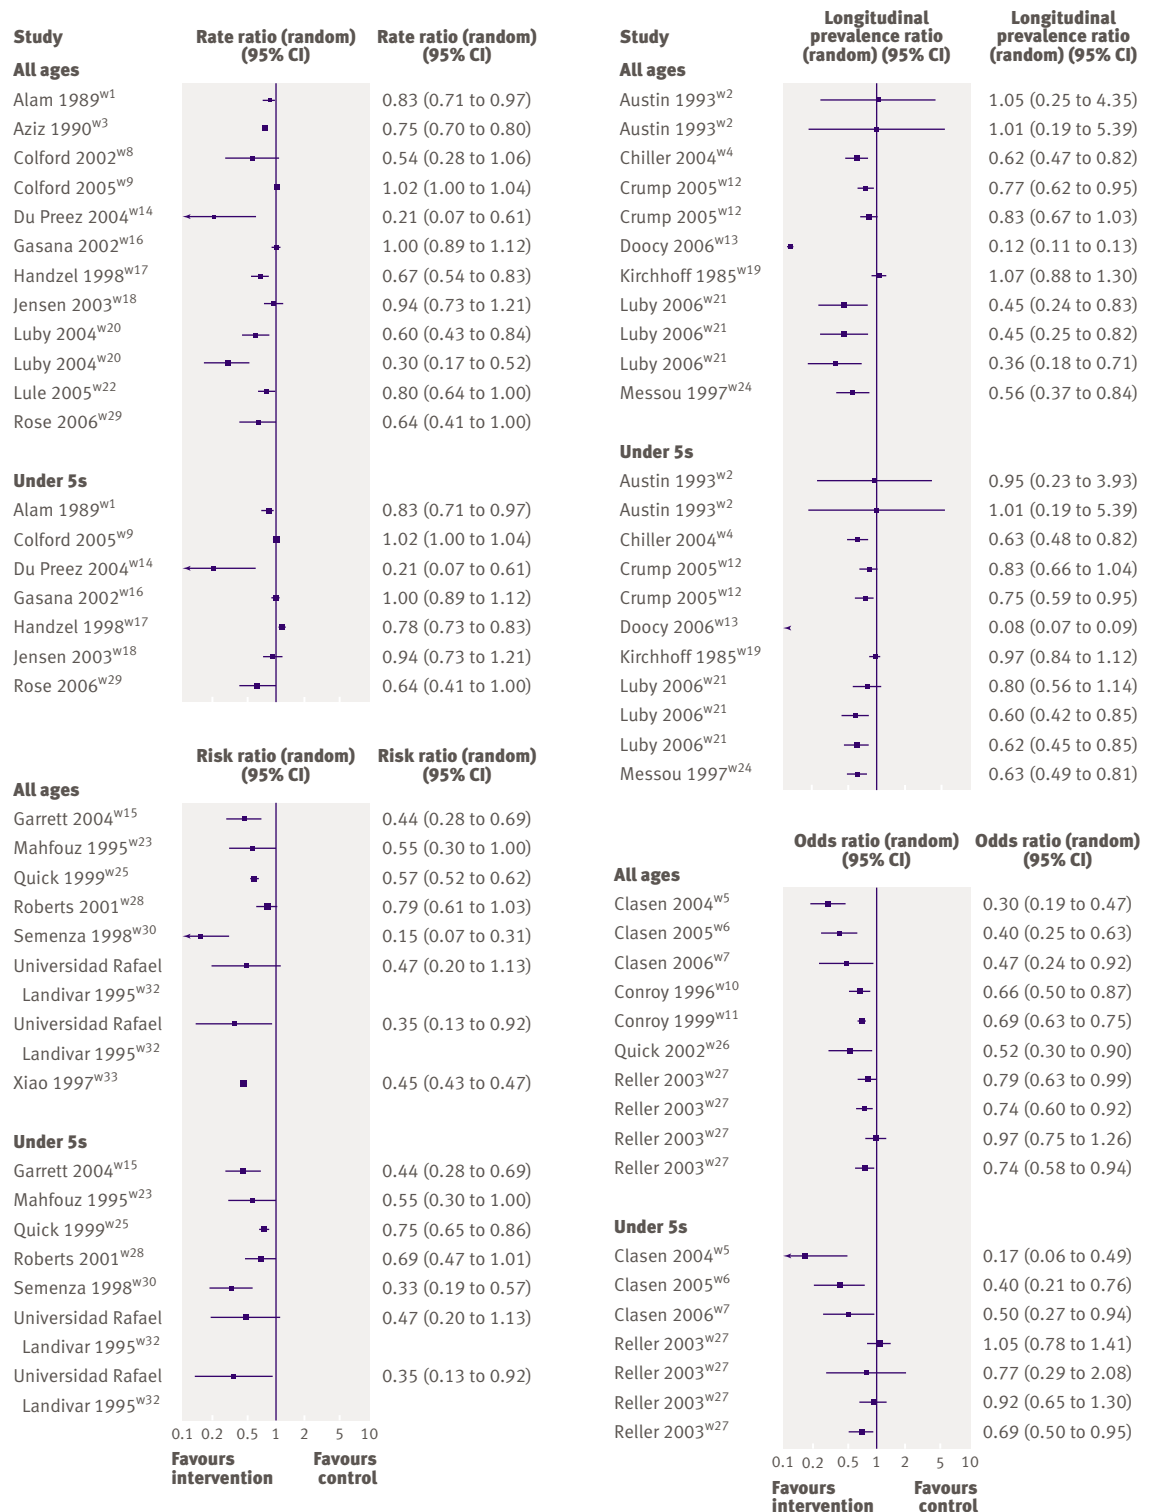 Study Rate ratio (random) (95% CI) Rate ratio (random) (95% CI)
All ages
Alam 1989w1 0.83 (0.71 to 0.97)
Aziz 1990w3 0.75 (0.70 to 0.80)
Colford 2002w8 0.54 (0.28 to 1.06)
Colford 2005w9 1.02 (1.00 to 1.04)
Du Preez 2004w14 0.21 (0.07 to 0.61)
Gasana 2002w16 1.00 (0.89 to 1.12)
Handzel 1998w17 0.67 (0.54 to 0.83)
Jensen 2003w18 0.94 (0.73 to 1.21)
Luby 2004w20 0.60 (0.43 to 0.84)
Luby 2004w20 0.30 (0.17 to 0.52)
Lule 2005w22 0.80 (0.64 to 1.00)
Rose 2006w29 0.64 (0.41 to 1.00)
Under 5s
Alam 1989w1 0.83 (0.71 to 0.97)
Colford 2005w9 1.02 (1.00 to 1.04)
Du Preez 2004w14 0.21 (0.07 to 0.61)
Gasana 2002w16 1.00 (0.89 to 1.12)
Handzel 1998w17 0.78 (0.73 to 0.83)
Jensen 2003w18 0.94 (0.73 to 1.21)
Rose 2006w29 0.64 (0.41 to 1.00)
Risk ratio (random) (95% CI) Risk ratio (random) (95% CI)
All ages
Garrett 2004w15 0.44 (0.28 to 0.69)
Mahfouz 1995w23 0.55 (0.30 to 1.00)
Quick 1999w25 0.57 (0.52 to 0.62)
Roberts 2001w28 0.79 (0.61 to 1.03)
Semenza 1998w30 0.15 (0.07 to 0.31)
Universidad Rafael 0.47 (0.20 to 1.13)
Landivar 1995w32
Universidad Rafael 0.35 (0.13 to 0.92)
Landivar 1995w32
Xiao 1997w33 0.45 (0.43 to 0.47)
Under 5s
Garrett 2004w15 0.44 (0.28 to 0.69)
Mahfouz 1995w23 0.55 (0.30 to 1.00)
Quick 1999w25 0.75 (0.65 to 0.86)
Roberts 2001w28 0.69 (0.47 to 1.01)
Semenza 1998w30 0.33 (0.19 to 0.57)
Universidad Rafael 0.47 (0.20 to 1.13)
Landivar 1995w32
Universidad Rafael 0.35 (0.13 to 0.92)
Landivar 1995w32
0.1 0.2 0.5 1 2 5 10
Favours intervention Favours control
Study Longitudinal prevalence ratio (random) (95% CI) Longitudinal prevalence ratio (random) (95% CI)
All ages
Austin 1993w2 1.05 (0.25 to 4.35)
Austin 1993w2 1.01 (0.19 to 5.39)
Chiller 2004w4 0.62 (0.47 to 0.82)
Crump 2005w12 0.77 (0.62 to 0.95)
Crump 2005w12 0.83 (0.67 to 1.03)
Doocy 2006w13 0.12 (0.11 to 0.13)
Kirchhoff 1985w19 1.07 (0.88 to 1.30)
Luby 2006w21 0.45 (0.24 to 0.83)
Luby 2006w21 0.45 (0.25 to 0.82)
Luby 2006w21 0.36 (0.18 to 0.71)
Messou 1997w24 0.56 (0.37 to 0.84)
Under 5s
Austin 1993w2 0.95 (0.23 to 3.93)
Austin 1993w2 1.01 (0.19 to 5.39)
Chiller 2004w4 0.63 (0.48 to 0.82)
Crump 2005w12 0.83 (0.66 to 1.04)
Crump 2005w12 0.75 (0.59 to 0.95)
Doocy 2006w13 0.08 (0.07 to 0.09)
Kirchhoff 1985w19 0.97 (0.84 to 1.12)
Luby 2006w21 0.80 (0.56 to 1.14)
Luby 2006w21 0.60 (0.42 to 0.85)
Luby 2006w21 0.62 (0.45 to 0.85)
Messou 1997w24 0.63 (0.49 to 0.81)
Odds ratio (random) (95% CI) Odds ratio (random) (95% CI)
All ages
Clasen 2004w5 0.30 (0.19 to 0.47)
Clasen 2005w6 0.40 (0.25 to 0.63)
Clasen 2006w7 0.47 (0.24 to 0.92)
Conroy 1996w10 0.66 (0.50 to 0.87)
Conroy 1999w11 0.69 (0.63 to 0.75)
Quick 2002w26 0.52 (0.30 to 0.90)
Reller 2003w27 0.79 (0.63 to 0.99)
Reller 2003w27 0.74 (0.60 to 0.92)
Reller 2003w27 0.97 (0.75 to 1.26)
Reller 2003w27 0.74 (0.58 to 0.94)
Under 5s
Clasen 2004w5 0.17 (0.06 to 0.49)
Clasen 2005w6 0.40 (0.21 to 0.76)
Clasen 2006w7 0.50 (0.27 to 0.94)
Reller 2003w27 1.05 (0.78 to 1.41)
Reller 2003w27 0.77 (0.29 to 2.08)
Reller 2003w27 0.92 (0.65 to 1.30)
Reller 2003w27 0.69 (0.50 to 0.95)
0.1 0.2 0.5 1 2 5 10
Favours intervention Favours control